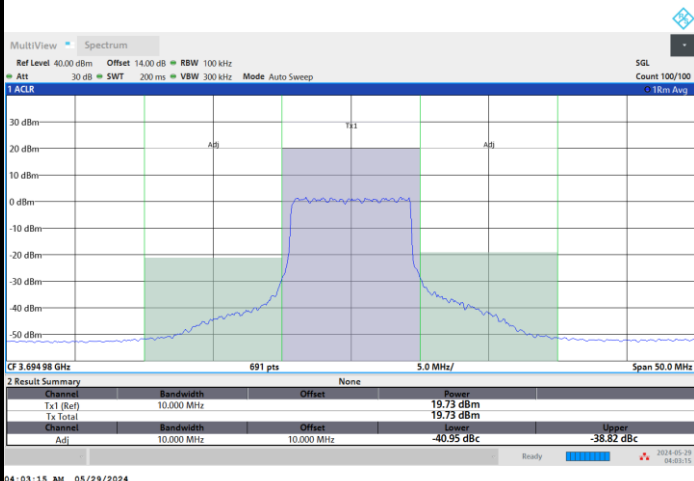 MultiView Spectrum
Ref Level 40.00 dBm Offset 14.00 dB RBW 100 kHz SGL
Att 30 dB SWT 200 ms VBW 300 kHz Mode Auto Sweep Count 100/100
1 ACLR 1Rm Avg
30 dBm
Tx1
20 dBm
Adj Adj
10 dBm
0 dBm
-10 dBm
-20 dBm
-30 dBm
-40 dBm
-50 dBm
CF 3.694 98 GHz 691 pts 5.0 MHz/ Span 50.0 MHz
2 Result Summary None
Channel Bandwidth Offset Power
Tx1 (Ref) 10.000 MHz 19.73 dBm
Tx Total 19.73 dBm
Channel Bandwidth Offset Lower Upper
Adj 10.000 MHz 10.000 MHz -40.95 dBc -38.82 dBc
Ready 2024-05-29
04:03:15
04:03:15 AM 05/29/2024